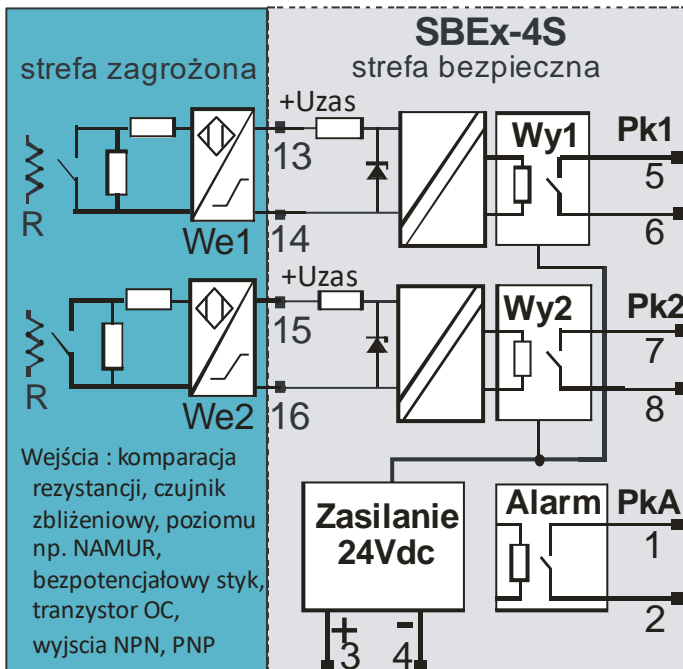 SBEx-4S
strefa zagrożona
strefa bezpieczna
+Uzas
Wy1
Pk1
13
5
R
We1
14
6
+Uzas
Wy2
Pk2
15
7
R
We2
16
8
Wejścia : komparacja
rezystancji, czujnik
zbliżeniowy, poziomu
np. NAMUR,
bezpotencjałowy styk,
tranzystor OC,
wyjscia NPN, PNP
Zasilanie
24Vdc
+
-
3
4
Alarm
PkA
1
2